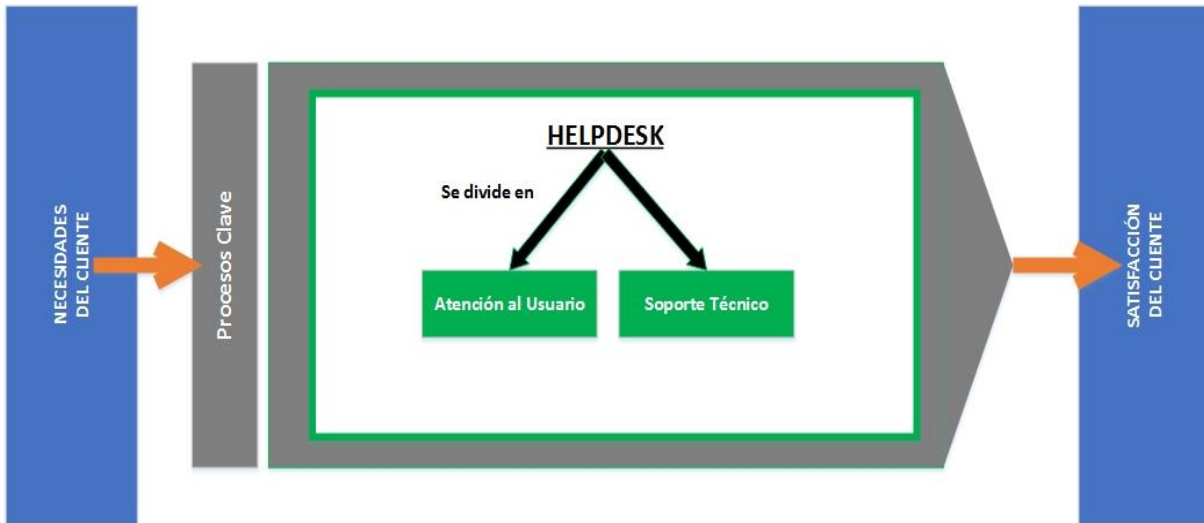 NECESIDADES
DEL CLIENTE
Procesos Clave
HELPDESK
Se divide en
Atención al Usuario
Soporte Técnico
SATISFACCIÓN
DEL CLIENTE